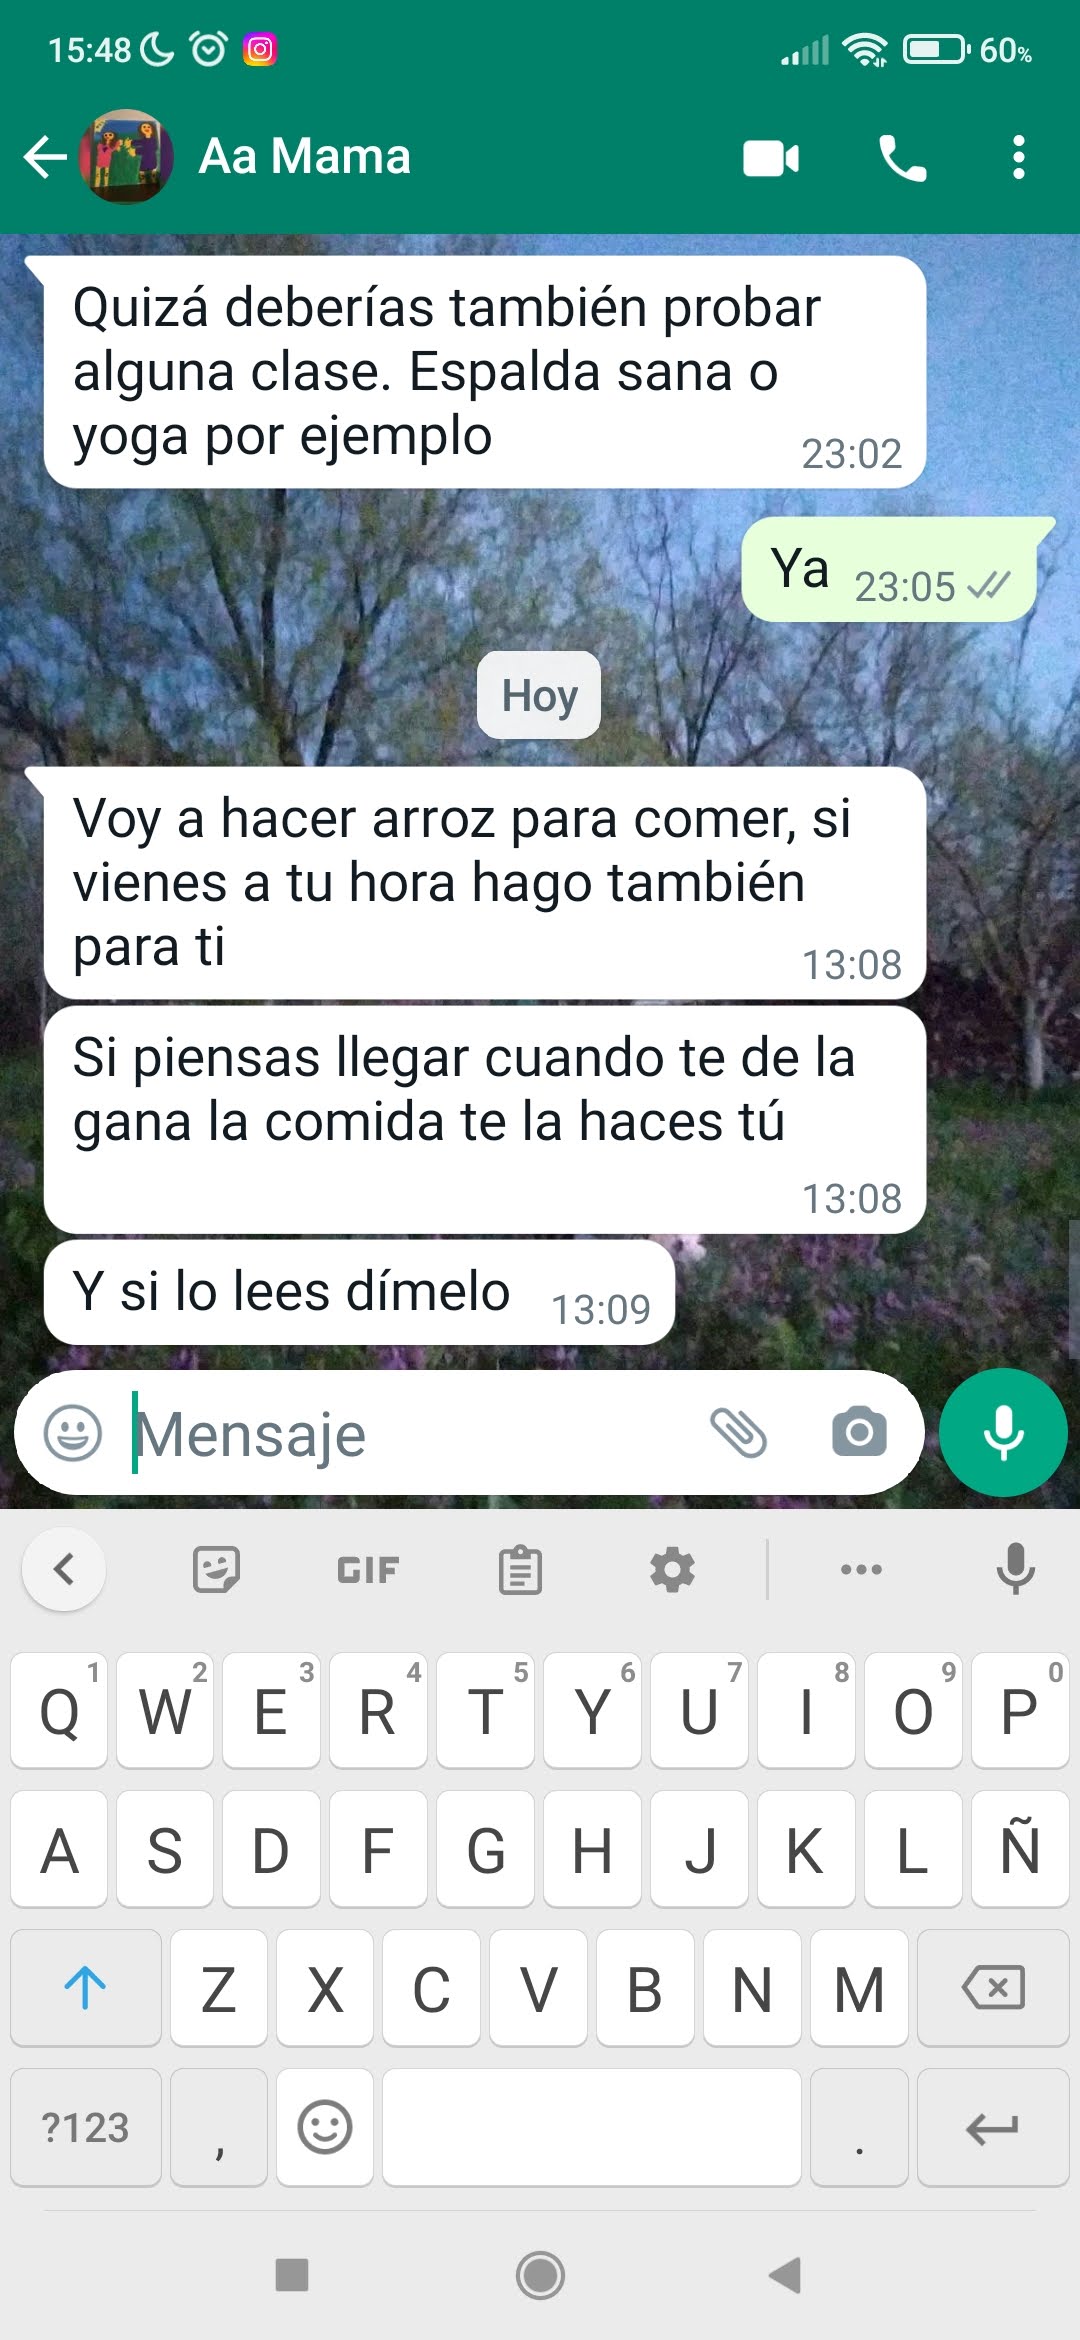 15:48
60%
Aa Mama
Quizá deberías también probar
alguna clase. Espalda sana o
yoga por ejemplo
23:02
Ya 23:05
Hoy
Voy a hacer arroz para comer, si
vienes a tu hora hago también
para ti
13:08
Si piensas llegar cuando te de la
gana la comida te la haces tú
13:08
Y si lo lees dímelo 13:09
Mensaje
GIF
1 2 3 4 5 6 7 8 9 0
Q W E R T Y U I O P
A S D F G H J K L Ñ
Z X C V B N M
?123 , .